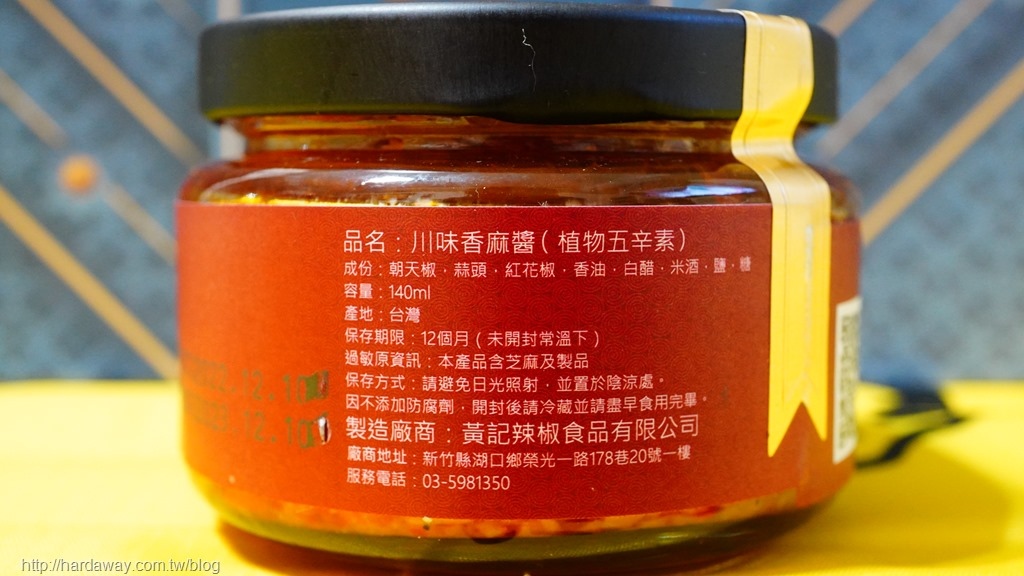 品名：川味香麻醬（植物五辛素）
成份：朝天椒．蒜頭．紅花椒．香油．白醋．米酒．鹽．糖
容量：140ml
產地：台灣
保存期限：12個月（未開封常溫下）
過敏原資訊：本產品含芝麻及製品
保存方式：請避免日光照射，並置於陰涼處。
因不添加防腐劑，開封後請冷藏並請盡早食用完畢。
製造廠商：黃記辣椒食品有限公司
廠商地址：新竹縣湖口鄉榮光一路178巷20號一樓
服務電話：03-5981350
http://hardaway.com.tw/blog